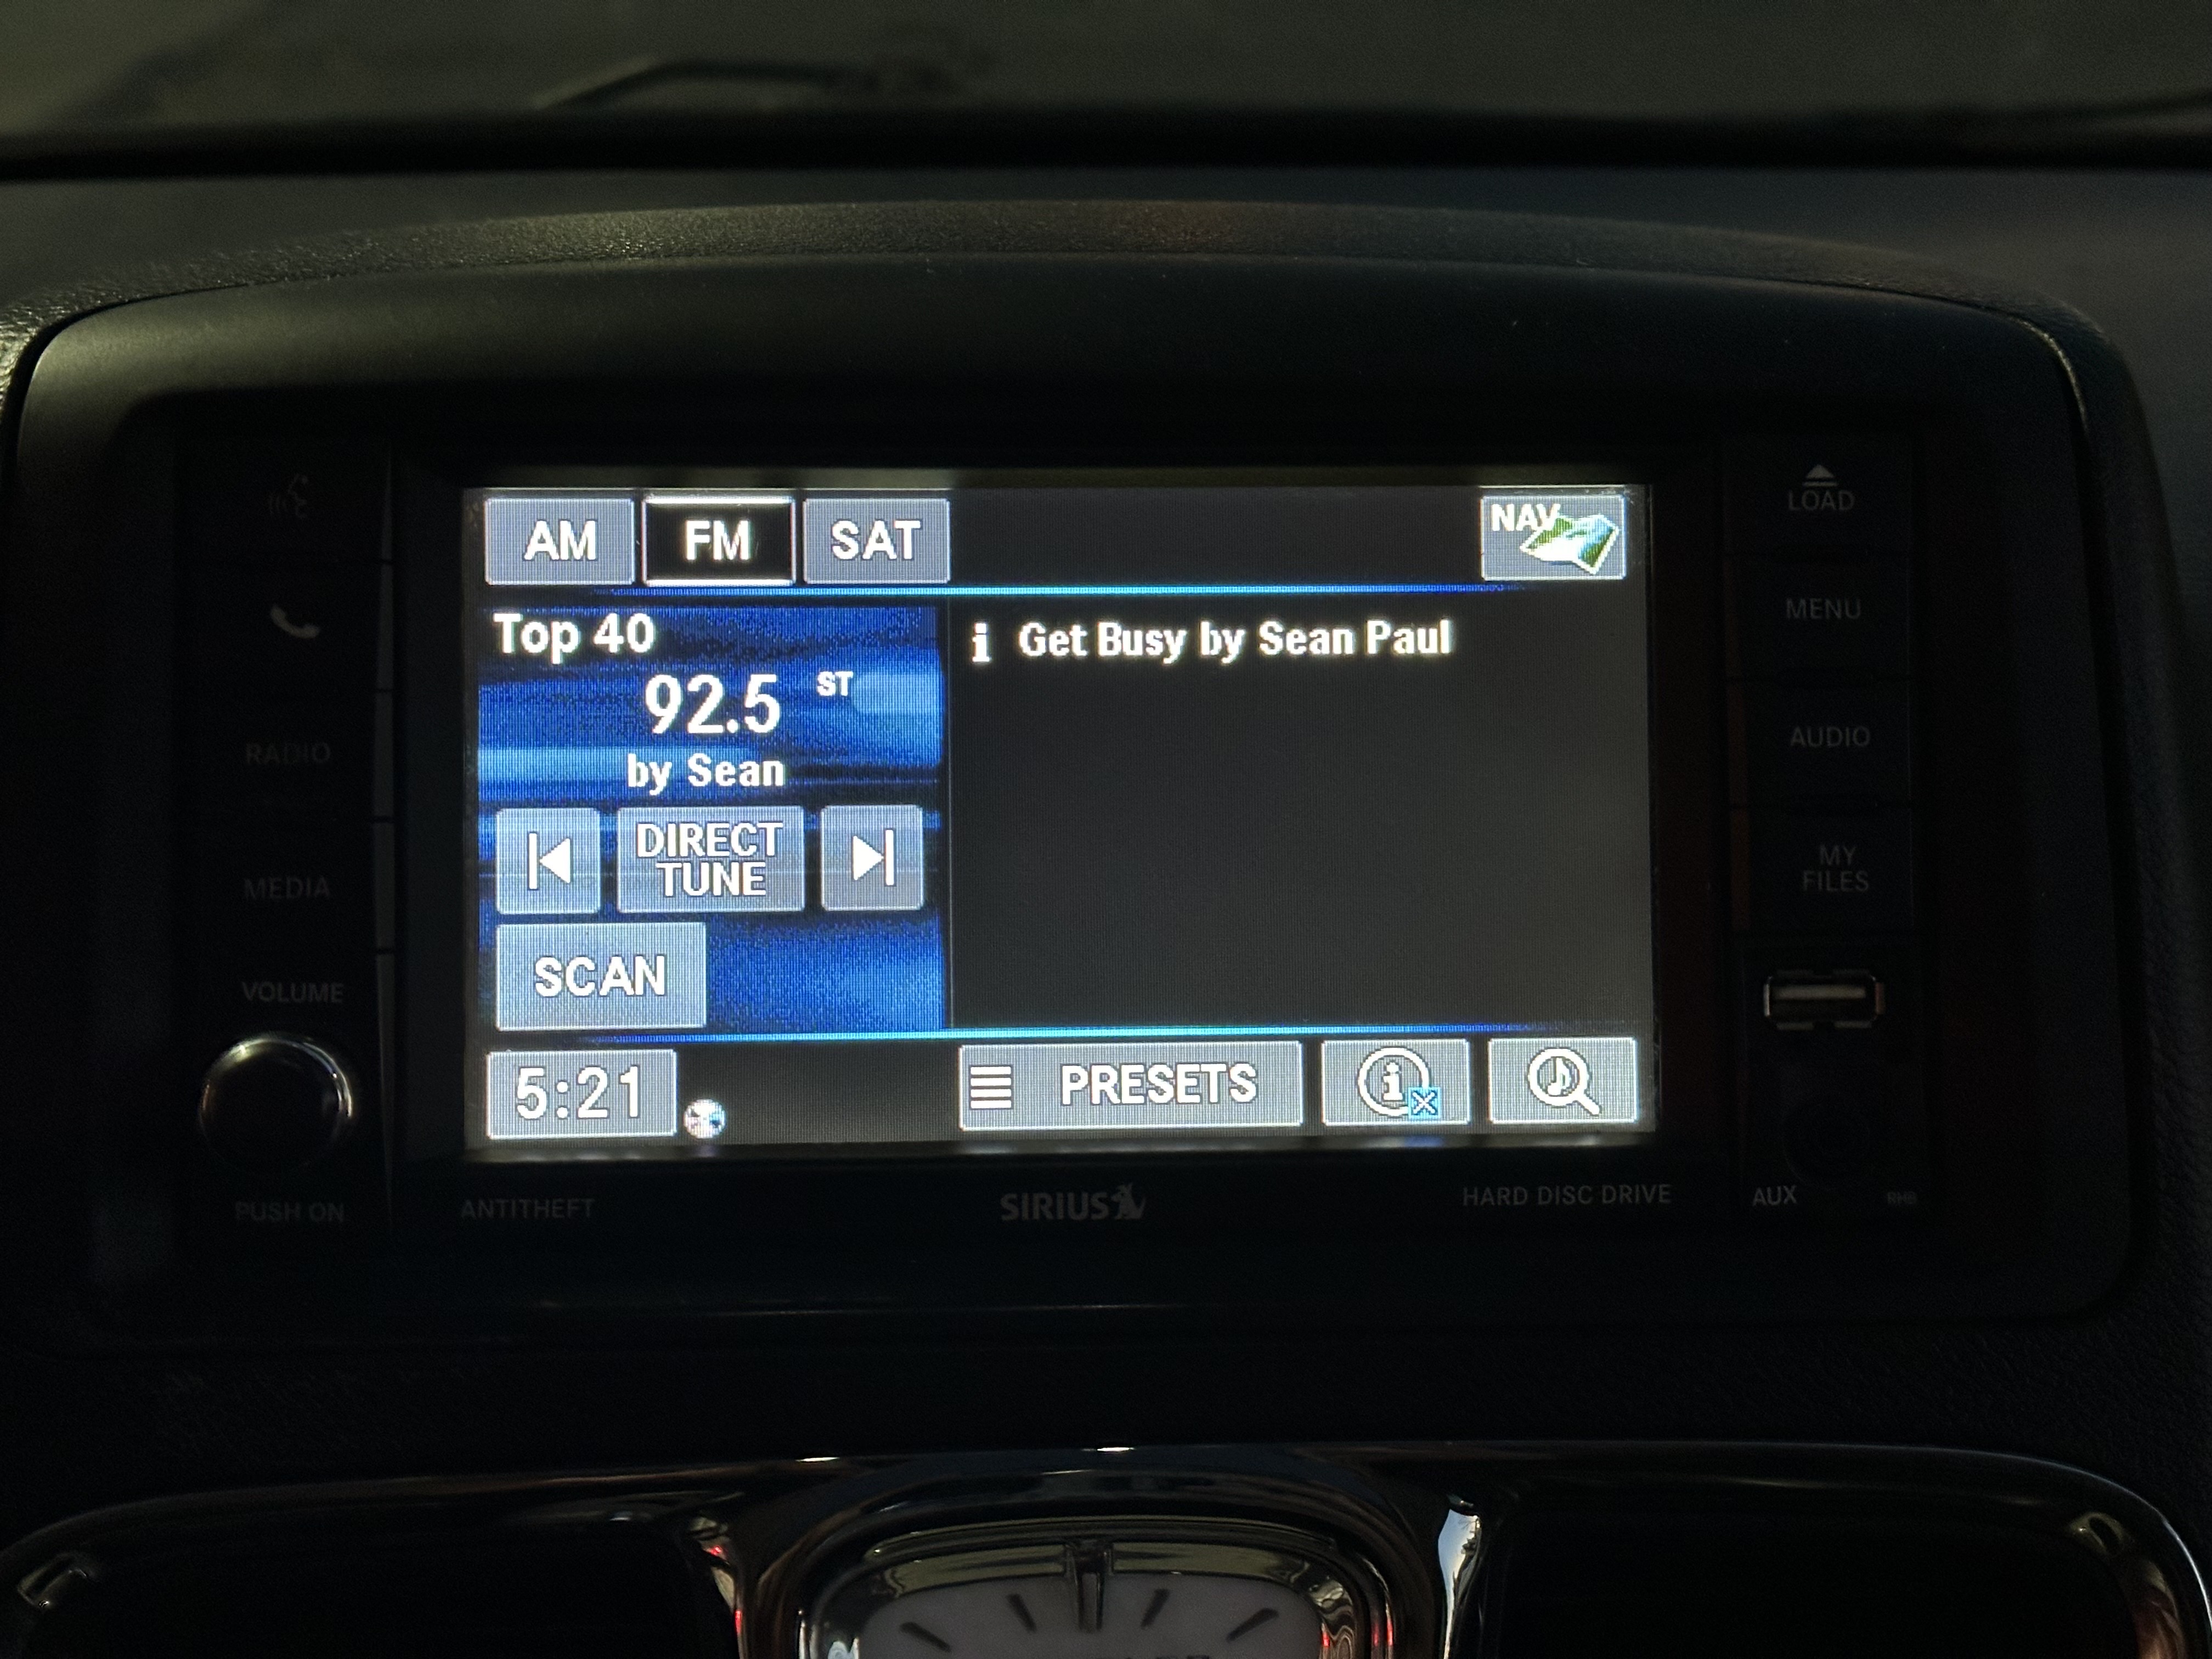 AM FM SAT NAV
Top 40
92.5 ST
by Sean
DIRECT
TUNE
SCAN
i Get Busy by Sean Paul
5:21 PRESETS
RADIO
MEDIA
VOLUME
PUSH ON
LOAD
MENU
AUDIO
MY
FILES
ANTITHEFT SIRIUS HARD DISC DRIVE AUX